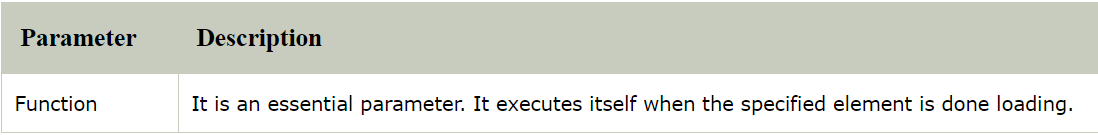 Parameter Description
Function It is an essential parameter. It executes itself when the specified element is done loading.